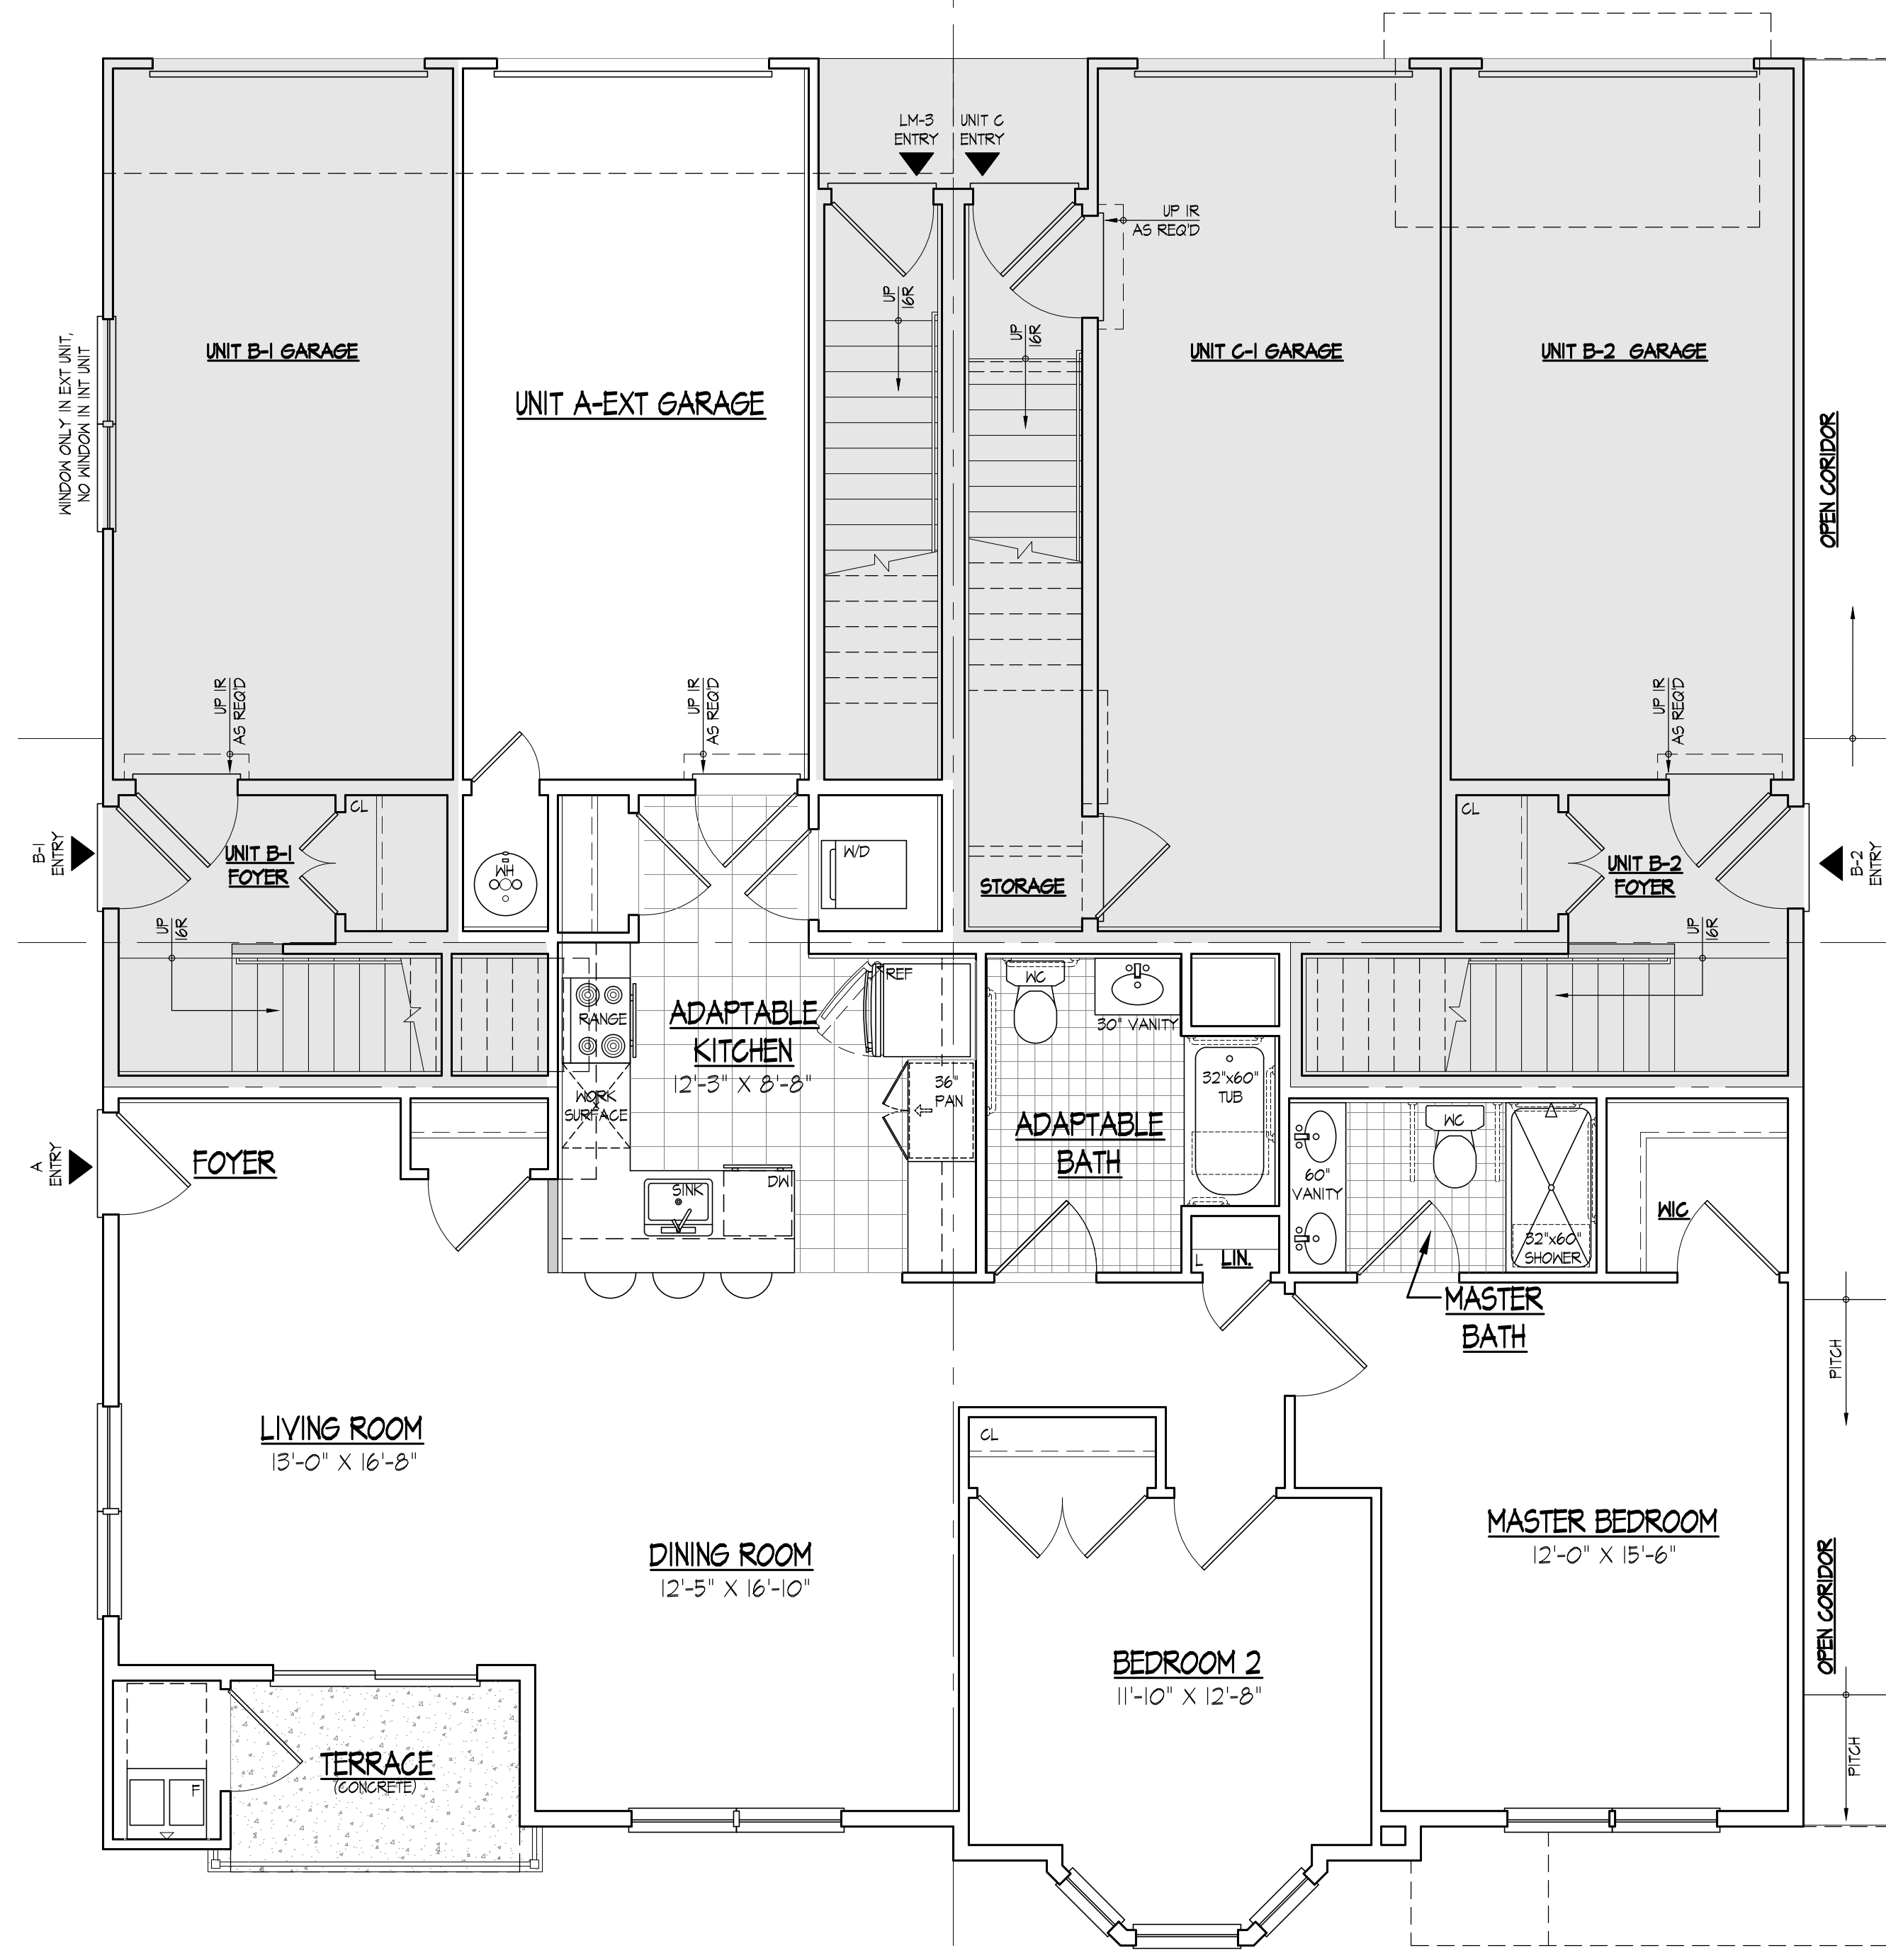 LM-3
ENTRY
UNIT C
ENTRY
UP 1R
AS REQ'D
UP
16R
UP
16R
WINDOW ONLY IN EXT UNIT,
NO WINDOW IN INT UNIT
UNIT B-1 GARAGE
UNIT A-EXT GARAGE
UNIT C-1 GARAGE
UNIT B-2 GARAGE
OPEN CORIDOR
UP 1R
AS REQ'D
UP 1R
AS REQ'D
UP 1R
AS REQ'D
B-1
ENTRY
UNIT B-1
FOYER
CL
WH
W/D
STORAGE
CL
UNIT B-2
FOYER
B-2
ENTRY
UP
16R
UP
16R
RANGE
ADAPTABLE
KITCHEN
12'-3" X 8'-8"
REF
WC
30" VANITY
WORK
SURFACE
36"
PAN
32"x60"
TUB
ADAPTABLE
BATH
A
ENTRY
FOYER
SINK
DW
60"
VANITY
WC
32"x60"
SHOWER
WIC
L
LIN.
MASTER
BATH
PITCH
LIVING ROOM
13'-0" X 16'-8"
CL
DINING ROOM
12'-5" X 16'-10"
MASTER BEDROOM
12'-0" X 15'-6"
OPEN CORIDOR
BEDROOM 2
11'-10" X 12'-8"
TERRACE
(CONCRETE)
F
PITCH